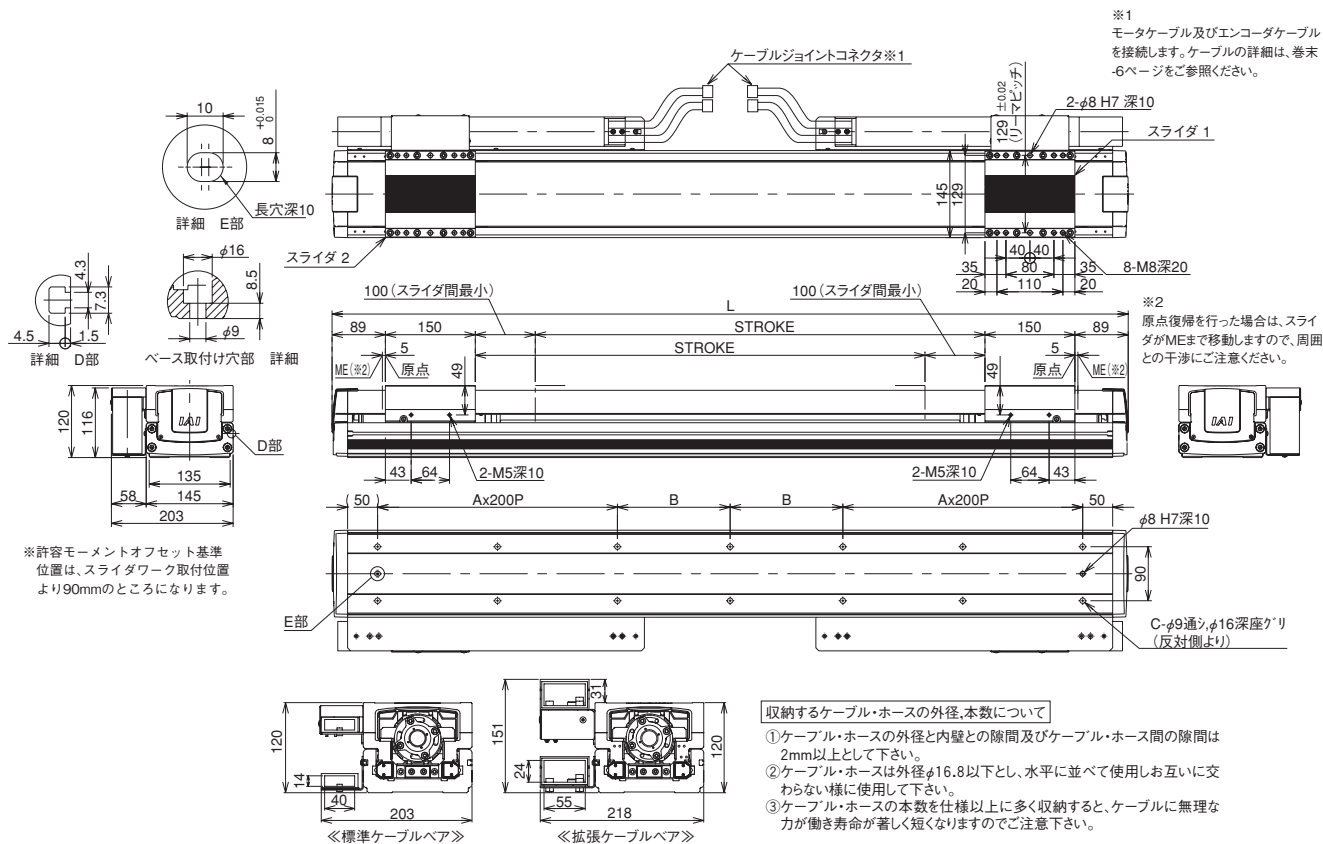 ※1
モータケーブル及びエンコーダケーブル
を接続します。ケーブルの詳細は、巻末
-6ページをご参照ください。
ケーブルジョイントコネクタ※1
129 ±0.02
(リーマピッチ)
2-φ8 H7 深10
スライダ 1
10
8 +0.015 0
長穴深10
詳細 E部
145
129
スライダ 2
40 40
35 80 35
20 110 20
8-M8深20
φ16
8.5
φ9
ベース取付け穴部 詳細
4.3
7.3
4.5 1.5
詳細 D部
100(スライダ間最小)
L
100(スライダ間最小)
89 150 STROKE 150 89
STROKE
5 5
ME(※2) 原点 49 49 原点 ME(※2)
※2
原点復帰を行った場合は、スライ
ダがMEまで移動しますので、周囲
との干渉にご注意ください。
120
116
IAI
D部
135
58 145
203
43 64 2-M5深10
2-M5深10 64 43
IAI
※許容モーメントオフセット基準
位置は、スライダワーク取付位置
より90mmのところになります。
(50) Ax200P B B Ax200P 50
φ8 H7深10
90
E部
C-φ9通シ,φ16深座グリ
(反対側より)
120
14
40
203
≪標準ケーブルベア≫
151
31
24
55
120
218
≪拡張ケーブルベア≫
収納するケーブル・ホースの外径,本数について
①ケーブル・ホースの外径と内壁との隙間及びケーブル・ホース間の隙間は
2mm以上として下さい。
②ケーブル・ホースは外径φ16.8以下とし、水平に並べて使用しお互いに交
わらない様に使用して下さい。
③ケーブル・ホースの本数を仕様以上に多く収納すると、ケーブルに無理な
力が働き寿命が著しく短くなりますのでご注意下さい。